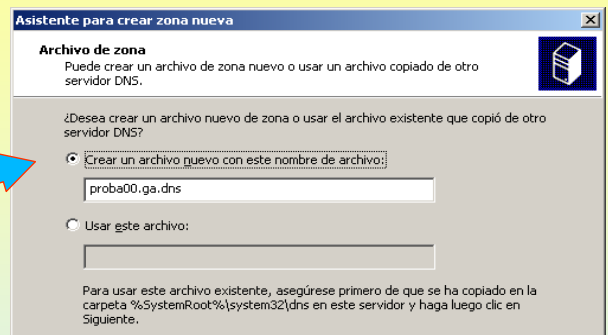 Asistente para crear zona nueva
Archivo de zona
Puede crear un archivo de zona nuevo o usar un archivo copiado de otro
servidor DNS.
¿Desea crear un archivo nuevo de zona o usar el archivo existente que copió de otro
servidor DNS?
Crear un archivo nuevo con este nombre de archivo:
proba00.ga.dns
Usar este archivo:
Para usar este archivo existente, asegúrese primero de que se ha copiado en la
carpeta %SystemRoot%\system32\dns en este servidor y haga luego clic en
Siguiente.